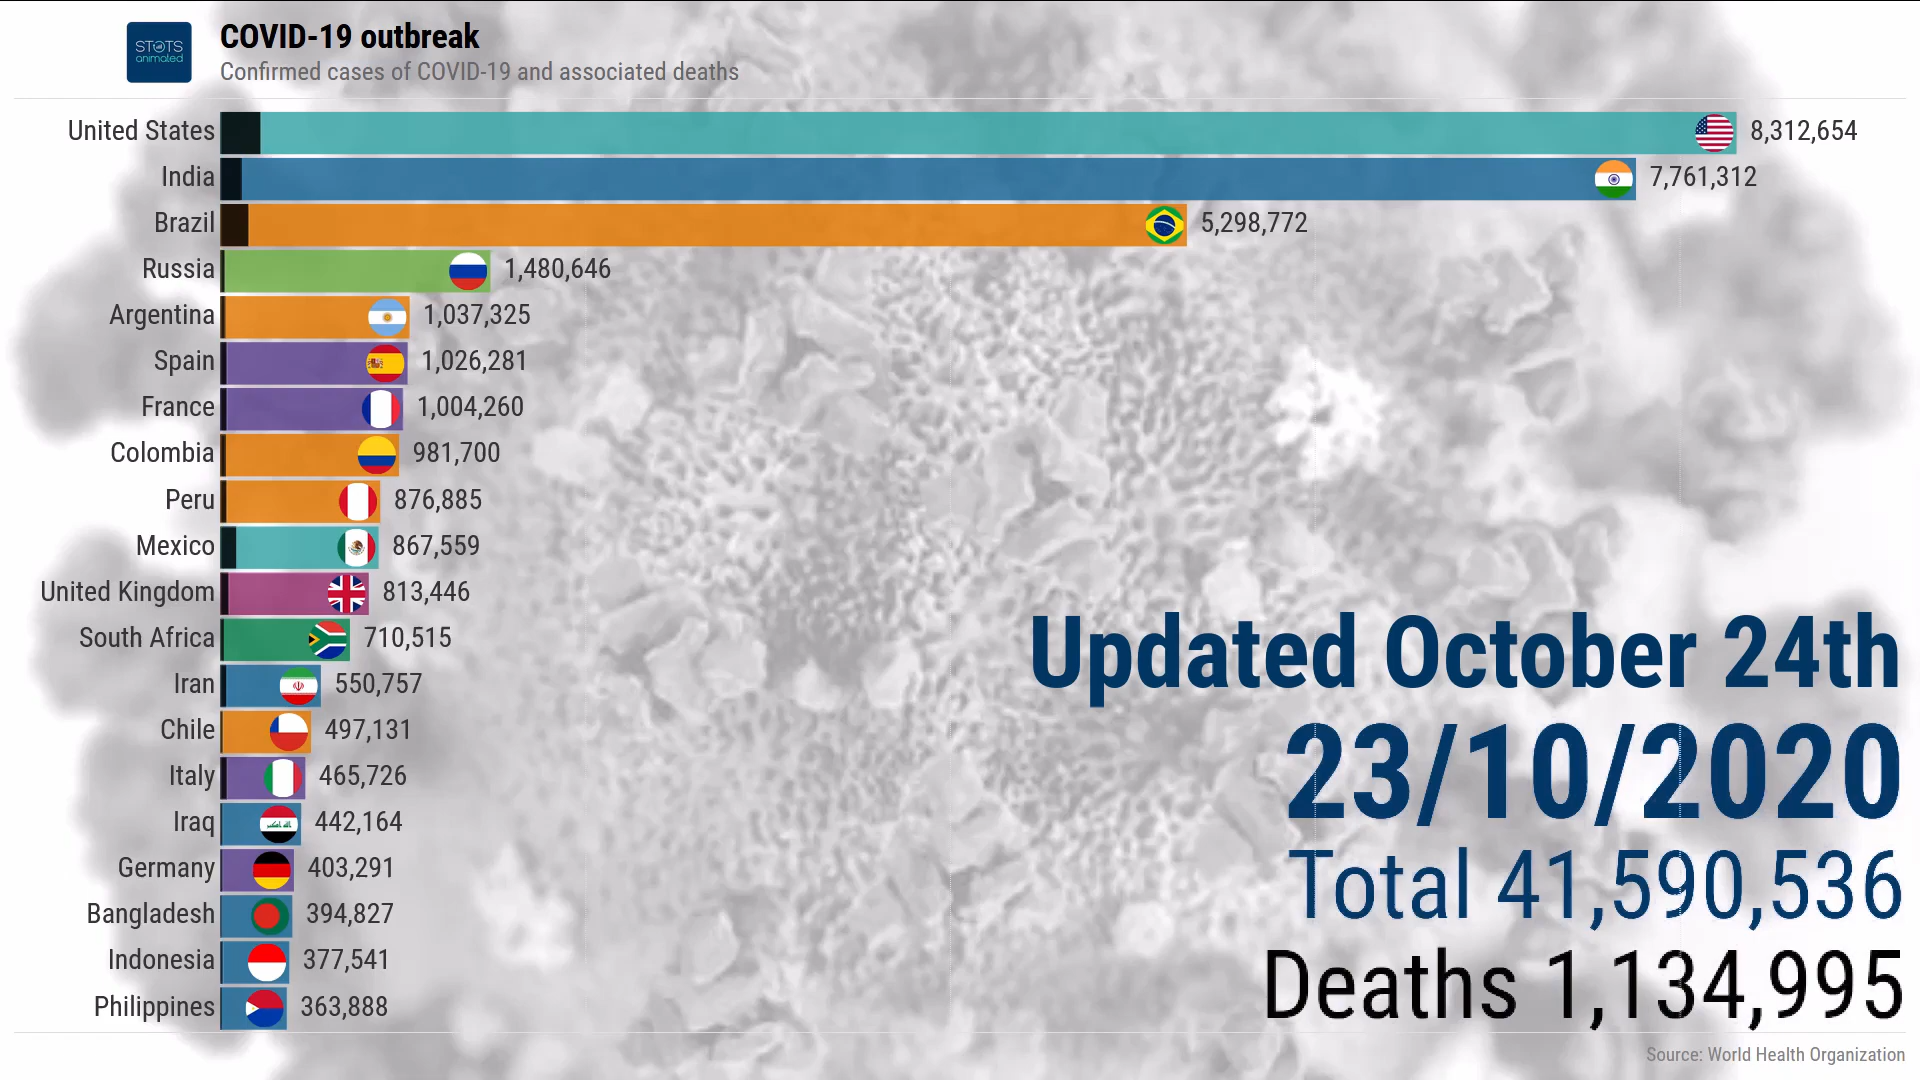 STOTS
animated
COVID-19 outbreak
Confirmed cases of COVID-19 and associated deaths
United States 8,312,654
India 7,761,312
Brazil 5,298,772
Russia 1,480,646
Argentina 1,037,325
Spain 1,026,281
France 1,004,260
Colombia 981,700
Peru 876,885
Mexico 867,559
United Kingdom 813,446
South Africa 710,515
Iran 550,757
Chile 497,131
Italy 465,726
Iraq 442,164
Germany 403,291
Bangladesh 394,827
Indonesia 377,541
Philippines 363,888
Updated October 24th
23/10/2020
Total 41,590,536
Deaths 1,134,995
Source: World Health Organization